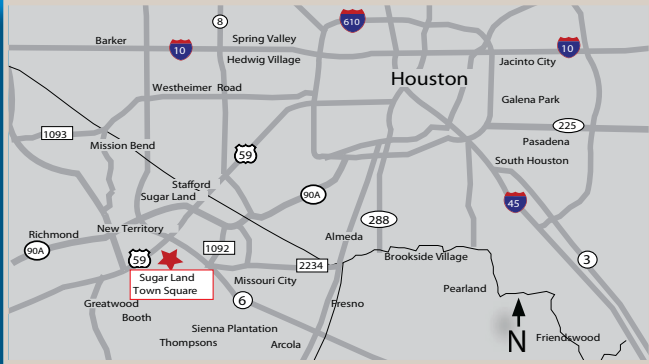 8
610
Barker
Spring Valley
10
10
Hedwig Village
Jacinto City
Houston
Westheimer Road
Galena Park
1093
225
Mission Bend
59
Pasadena
South Houston
Stafford
Sugar Land
90A
45
288
New Territory
Richmond
90A
1092
Almeda
59
2234
Brookside Village
3
Sugar Land
Town Square
Missouri City
Pearland
Greatwood
6
Fresno
Booth
Sienna Plantation
N
Friendswood
Thompsons
Arcola